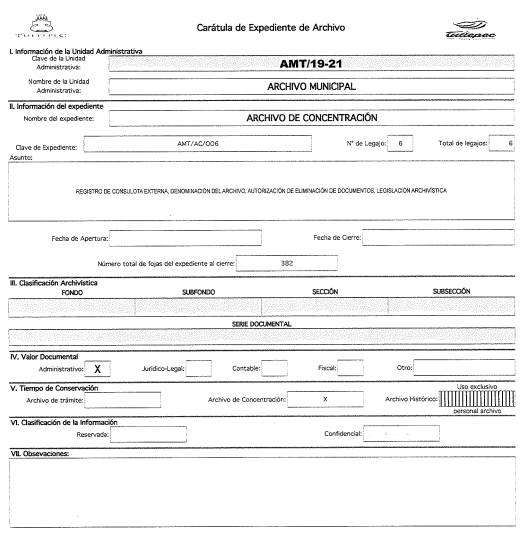 TULTEPEC
Carátula de Expediente de Archivo
Tultepec
I. Información de la Unidad Administrativa
Clave de la Unidad
Administrativa:
AMT/19-21
Nombre de la Unidad
Administrativa:
ARCHIVO MUNICIPAL
II. Información del expediente
Nombre del expediente:
ARCHIVO DE CONCENTRACIÓN
Clave de Expediente:
AMT/AC/006
N° de Legajo: 6
Total de legajos: 6
Asunto:
REGISTRO DE CONSULOTA EXTERNA, DENOMINACIÓN DEL ARCHIVO, AUTORIZACIÓN DE ELIMINACIÓN DE DOCUMENTOS, LEGISLACIÓN ARCHIVÍSTICA
Fecha de Apertura:
Fecha de Cierre:
Número total de fojas del expediente al cierre: 382
III. Clasificación Archivística
FONDO SUBFONDO SECCIÓN SUBSECCIÓN
SERIE DOCUMENTAL
IV. Valor Documental
Administrativo: X Jurídico-Legal: Contable: Fiscal: Otro:
V. Tiempo de Conservación
Uso exclusivo
Archivo de trámite: Archivo de Concentración: X Archivo Histórico:
personal archivo
VI. Clasificación de la Información
Reservada: Confidencial:
VII. Obsevaciones: